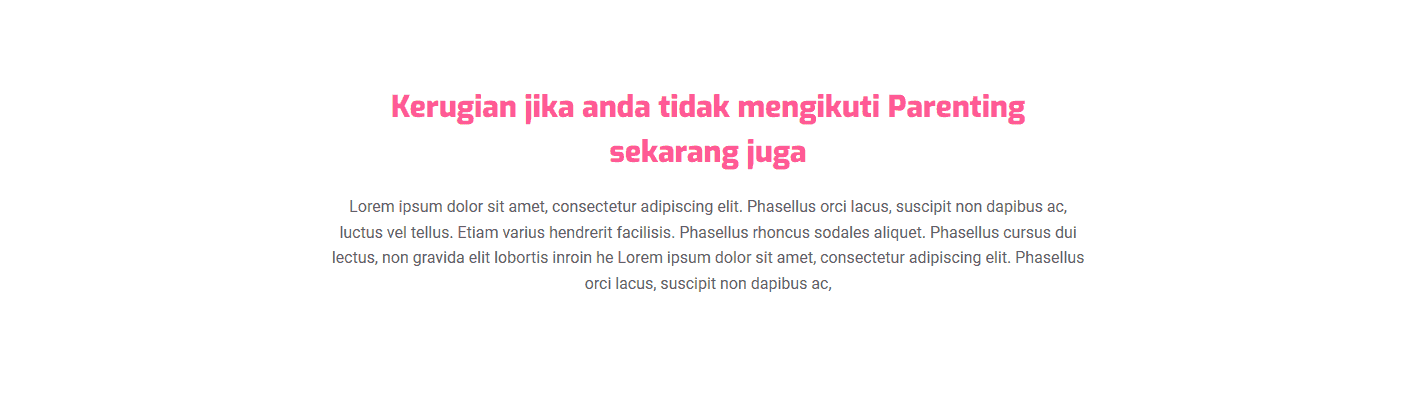 Kerugian jika anda tidak mengikuti Parenting
sekarang juga
Lorem ipsum dolor sit amet, consectetur adipiscing elit. Phasellus orci lacus, suscipit non dapibus ac,
luctus vel tellus. Etiam varius hendrerit facilisis. Phasellus rhoncus sodales aliquet. Phasellus cursus dui
lectus, non gravida elit lobortis inroin he Lorem ipsum dolor sit amet, consectetur adipiscing elit. Phasellus
orci lacus, suscipit non dapibus ac,